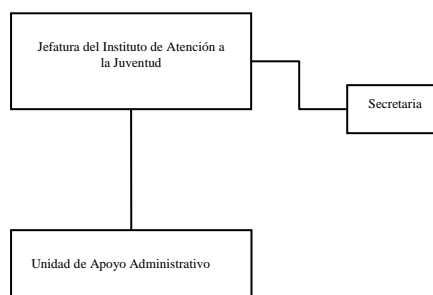 Jefatura del Instituto de Atención a
la Juventud
Secretaria
Unidad de Apoyo Administrativo